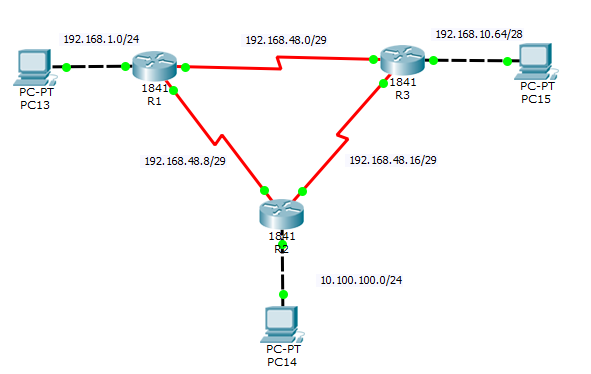 192.168.1.0/24
192.168.48.0/29
192.168.10.64/28
PC-PT
PC13
1841
R1
1841
R3
PC-PT
PC15
192.168.48.8/29
192.168.48.16/29
1841
R2
10.100.100.0/24
PC-PT
PC14